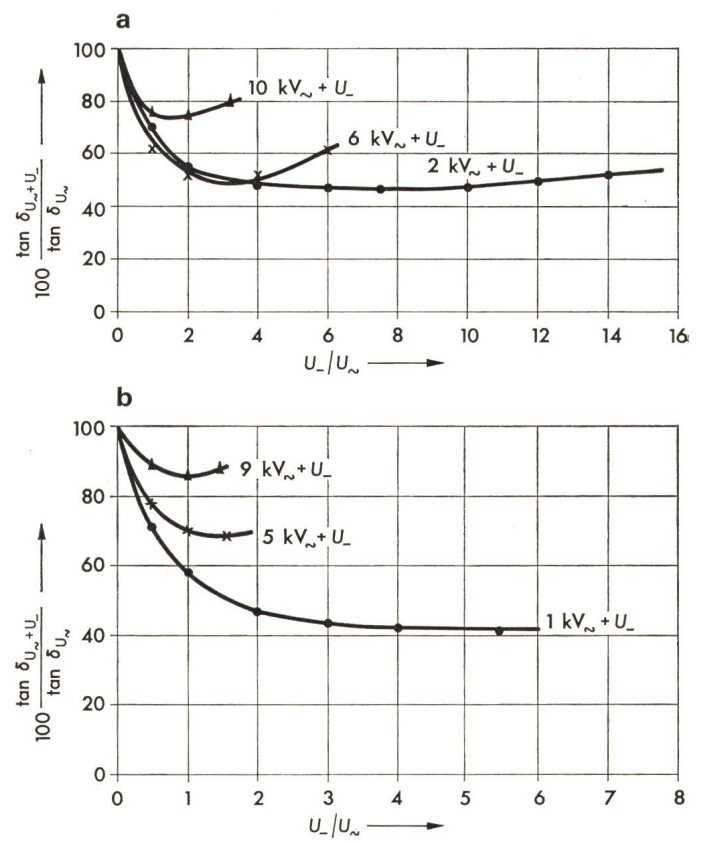 a
100
80
60
40
20
0
10 kV~ + U_
6 kV~ + U_
2 kV~ + U_
100 tan δU~+U_ / tan δU~
0 2 4 6 8 10 12 14 16
U_/U~
b
100
80
60
40
20
0
9 kV~ + U_
5 kV~ + U_
1 kV~ + U_
100 tan δU~+U_ / tan δU~
0 1 2 3 4 5 6 7 8
U_/U~